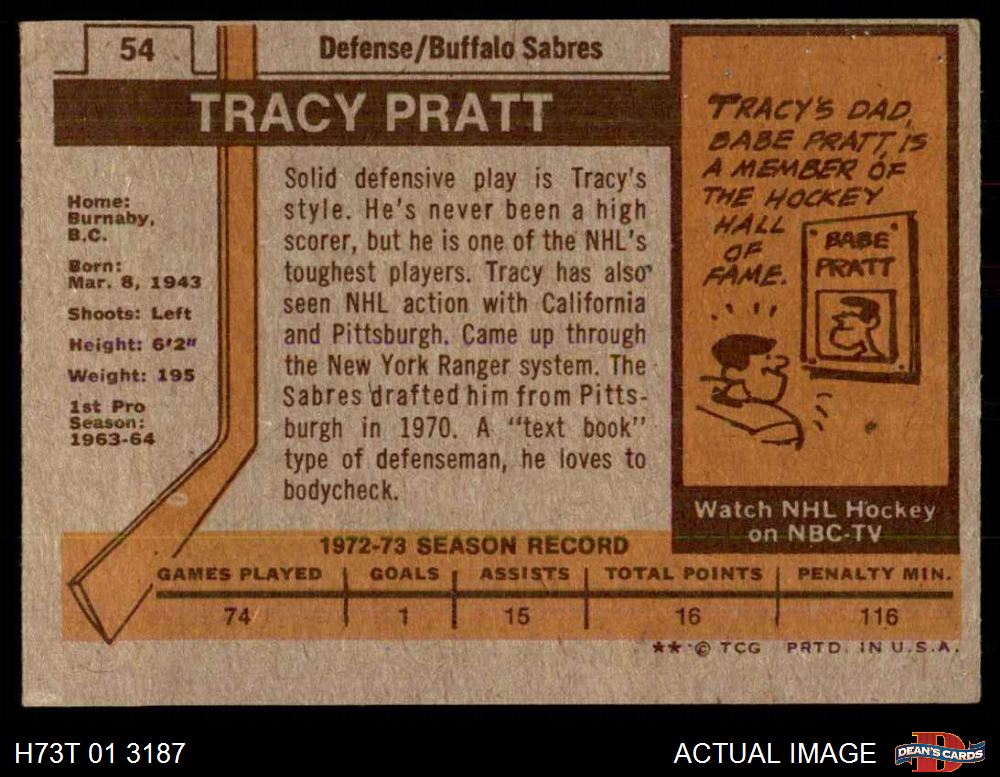 54
Defense/Buffalo Sabres
TRACY PRATT
Home:
Burnaby,
B.C.
Born:
Mar. 8, 1943
Shoots: Left
Height: 6'2"
Weight: 195
1st Pro
Season:
1963-64
Solid defensive play is Tracy's
style. He's never been a high
scorer, but he is one of the NHL's
toughest players. Tracy has also
seen NHL action with California
and Pittsburgh. Came up through
the New York Ranger system. The
Sabres drafted him from Pitts-
burgh in 1970. A "text book"
type of defenseman, he loves to
bodycheck.
TRACY'S DAD,
BABE PRATT, IS
A MEMBER OF
THE HOCKEY
HALL
OF
FAME.
BABE
PRATT
Watch NHL Hockey
on NBC-TV
1972-73 SEASON RECORD
GAMES PLAYED GOALS ASSISTS TOTAL POINTS PENALTY MIN.
74 1 15 16 116
** © TCG PRTD. IN U.S.A.
H73T 01 3187
ACTUAL IMAGE
DEAN'S CARDS